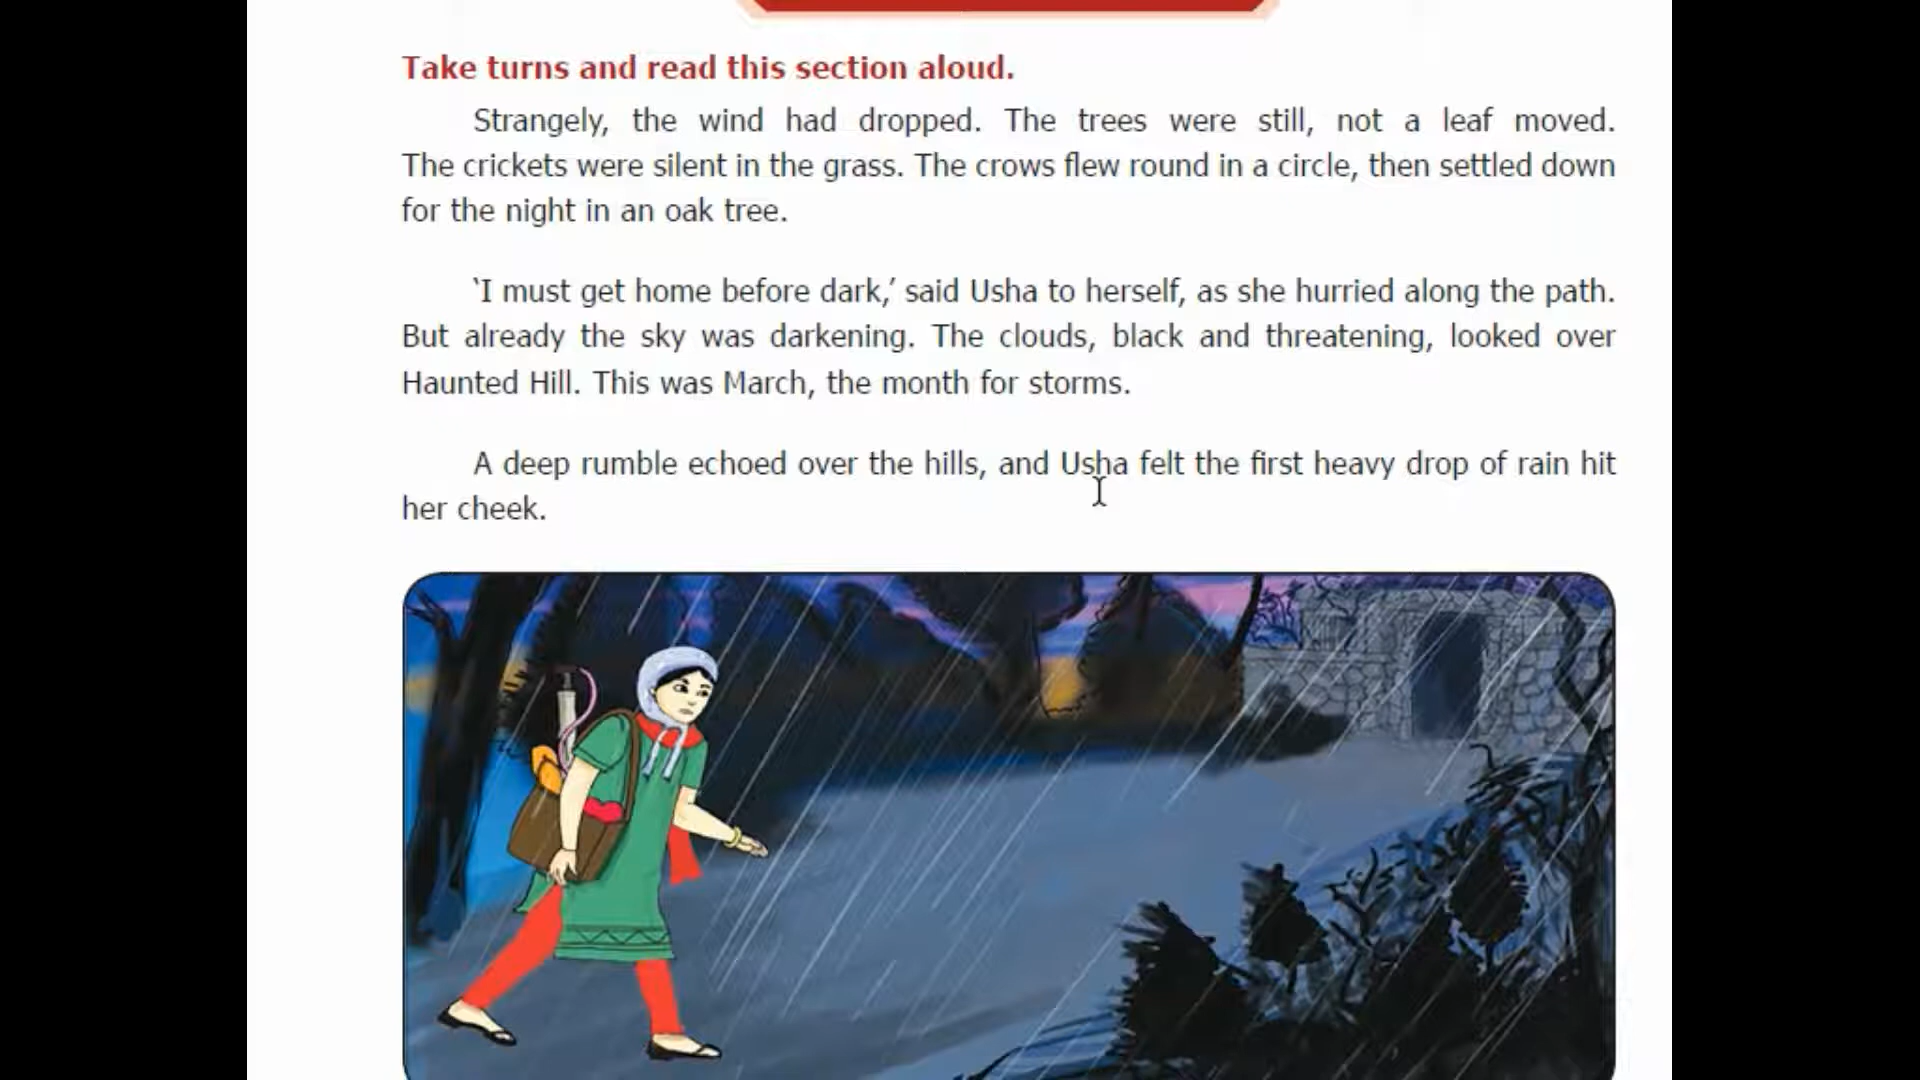 Take turns and read this section aloud.
Strangely, the wind had dropped. The trees were still, not a leaf moved.
The crickets were silent in the grass. The crows flew round in a circle, then settled down
for the night in an oak tree.
‘I must get home before dark,’ said Usha to herself, as she hurried along the path.
But already the sky was darkening. The clouds, black and threatening, looked over
Haunted Hill. This was March, the month for storms.
A deep rumble echoed over the hills, and Usha felt the first heavy drop of rain hit
her cheek.